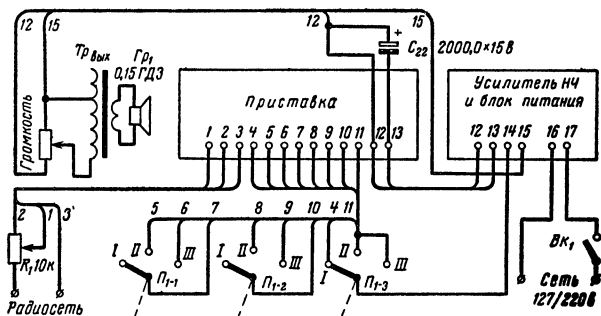 12 15
Тр вых
Гр1
0,15 ГДЭ
Громкость
12
15
+
C22 2000,0×15 В
Приставка
1 2 3 4 5 6 7 8 9 10 11 12 13
Усилитель НЧ
и блок питания
12 13 14 15 16 17
2 1 3'
R1 10к
Радиосеть
5 6 7 8 9 10 4 11
I II III
П1-1
I II III
П1-2
I II III
П1-3
Вк1
Сеть
127/220В